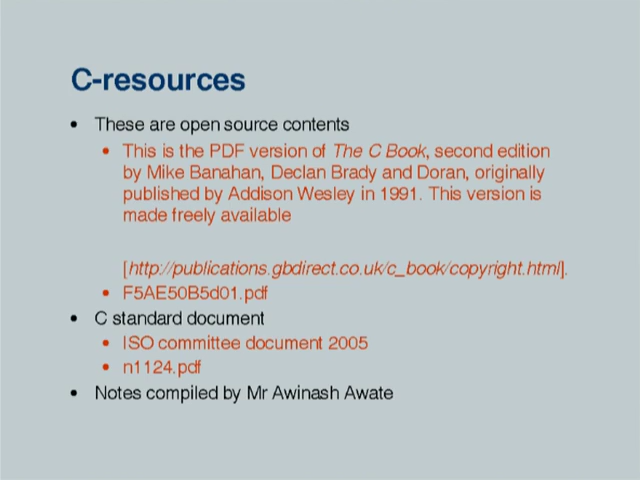 C-resources
• These are open source contents
• This is the PDF version of The C Book, second edition
by Mike Banahan, Declan Brady and Doran, originally
published by Addison Wesley in 1991. This version is
made freely available
[http://publications.gbdirect.co.uk/c_book/copyright.html].
• F5AE50B5d01.pdf
• C standard document
• ISO committee document 2005
• n1124.pdf
• Notes compiled by Mr Awinash Awate